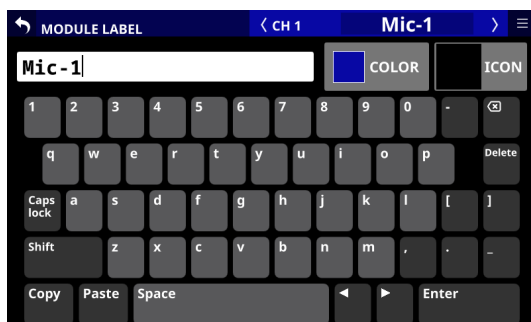 MODULE LABEL CH 1 Mic-1
Mic-1 COLOR ICON
1 2 3 4 5 6 7 8 9 0 -
q w e r t y u i o p Delete
Caps lock a s d f g h j k l [ ]
Shift z x c v b n m , . _
Copy Paste Space Enter